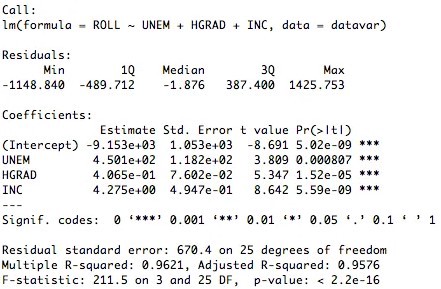 Call:
lm(formula = ROLL ~ UNEM + HGRAD + INC, data = datavar)
Residuals:
Min 1Q Median 3Q Max
-1148.840 -489.712 -1.876 387.400 1425.753
Coefficients:
Estimate Std. Error t value Pr(>|t|)
(Intercept) -9.153e+03 1.053e+03 -8.691 5.02e-09 ***
UNEM 4.501e+02 1.182e+02 3.809 0.000807 ***
HGRAD 4.065e-01 7.602e-02 5.347 1.52e-05 ***
INC 4.275e+00 4.947e-01 8.642 5.59e-09 ***
---
Signif. codes: 0 ‘***’ 0.001 ‘**’ 0.01 ‘*’ 0.05 ‘.’ 0.1 ‘ ’ 1
Residual standard error: 670.4 on 25 degrees of freedom
Multiple R-squared: 0.9621, Adjusted R-squared: 0.9576
F-statistic: 211.5 on 3 and 25 DF, p-value: < 2.2e-16